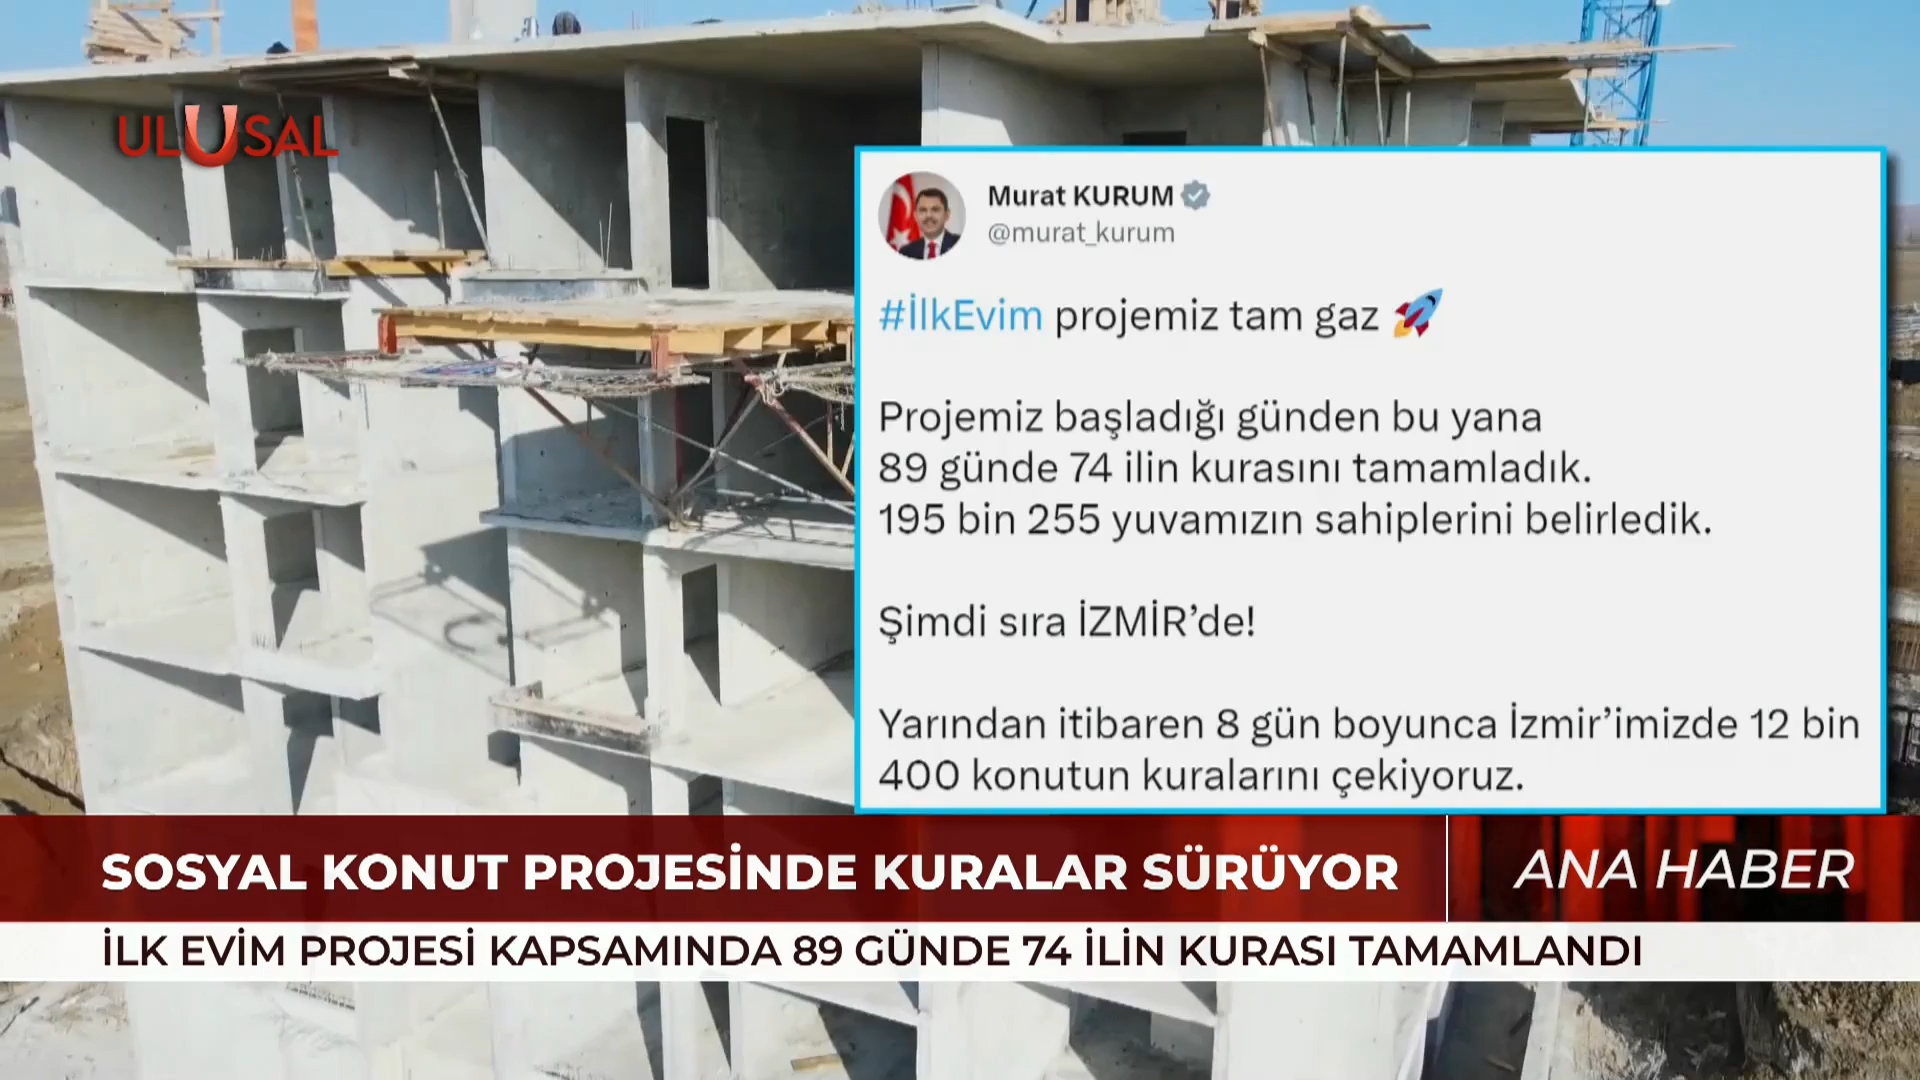 ULUSAL
Murat KURUM
@murat_kurum
#İlkEvim projemiz tam gaz 🚀
Projemiz başladığı günden bu yana
89 günde 74 ilin kurasını tamamladık.
195 bin 255 yuvamızın sahiplerini belirledik.
Şimdi sıra İZMİR’de!
Yarından itibaren 8 gün boyunca İzmir’imizde 12 bin
400 konutun kuralarını çekiyoruz.
SOSYAL KONUT PROJESİNDE KURALAR SÜRÜYOR
ANA HABER
İLK EVİM PROJESİ KAPSAMINDA 89 GÜNDE 74 İLİN KURASI TAMAMLANDI